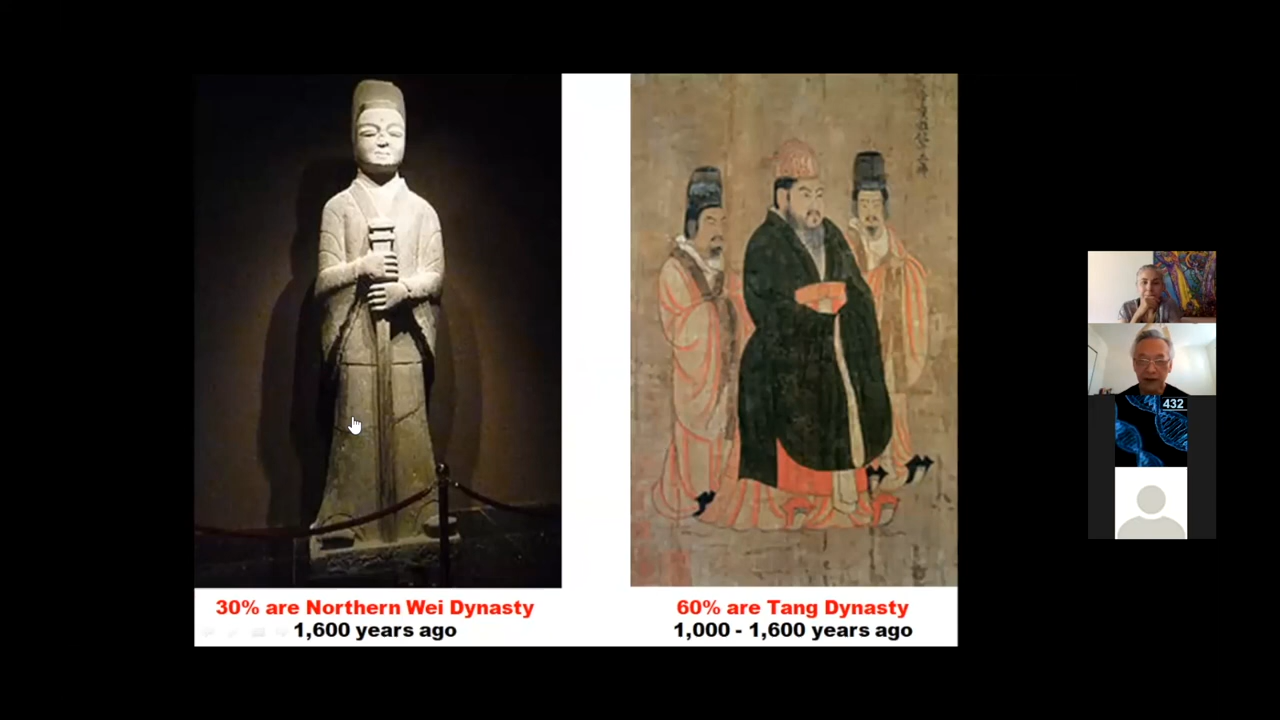 30% are Northern Wei Dynasty
1,600 years ago
60% are Tang Dynasty
1,000 - 1,600 years ago
432